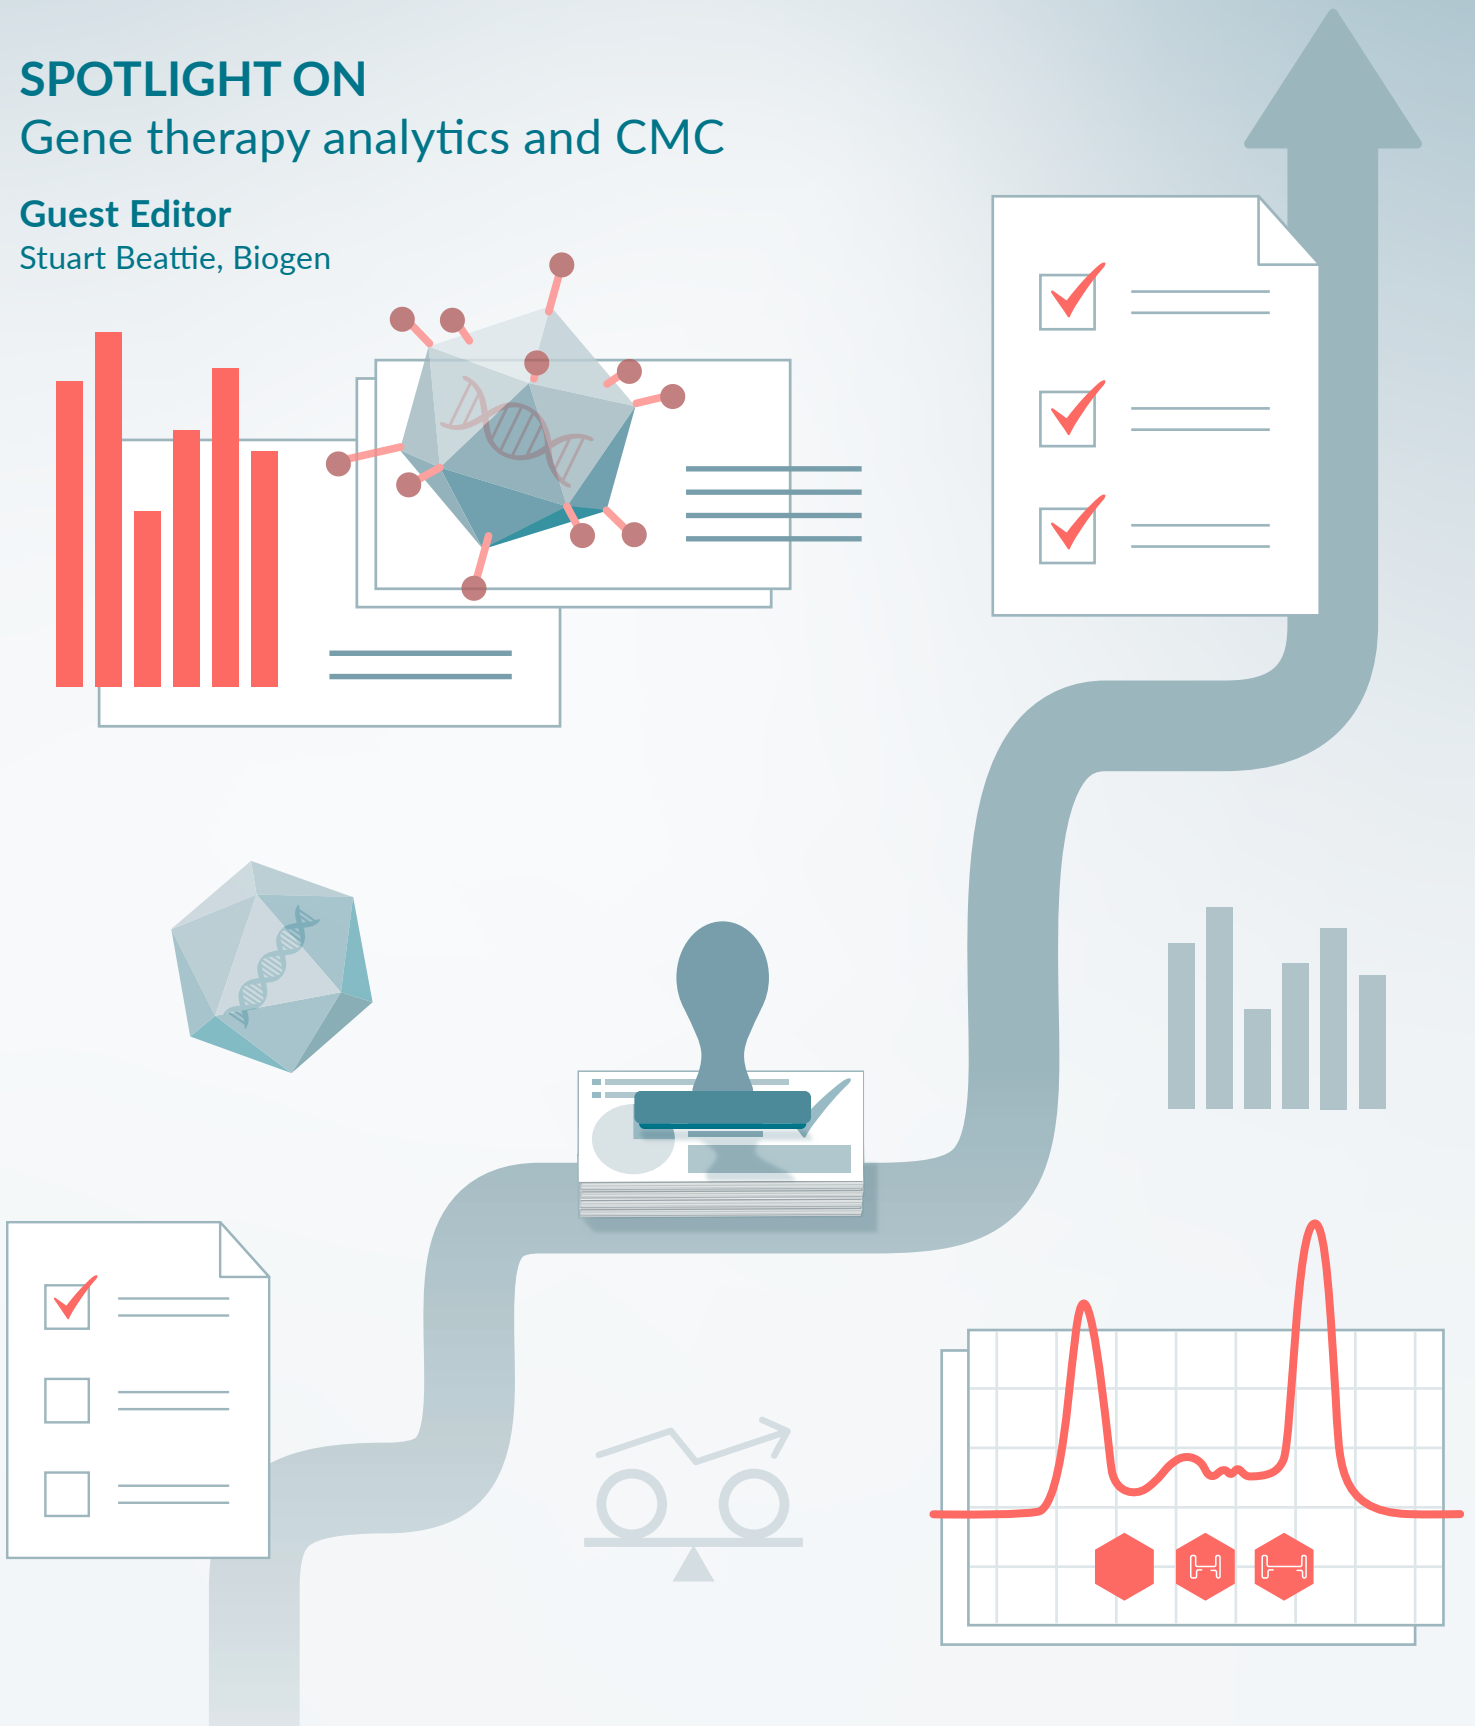 SPOTLIGHT ON
Gene therapy analytics and CMC
Guest Editor
Stuart Beattie, Biogen